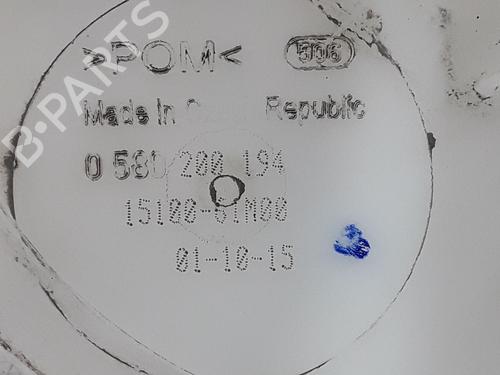 >POM< 506
Made in Republic
0 580 200 194
15100-61M00
01-10-15
B·PARTS